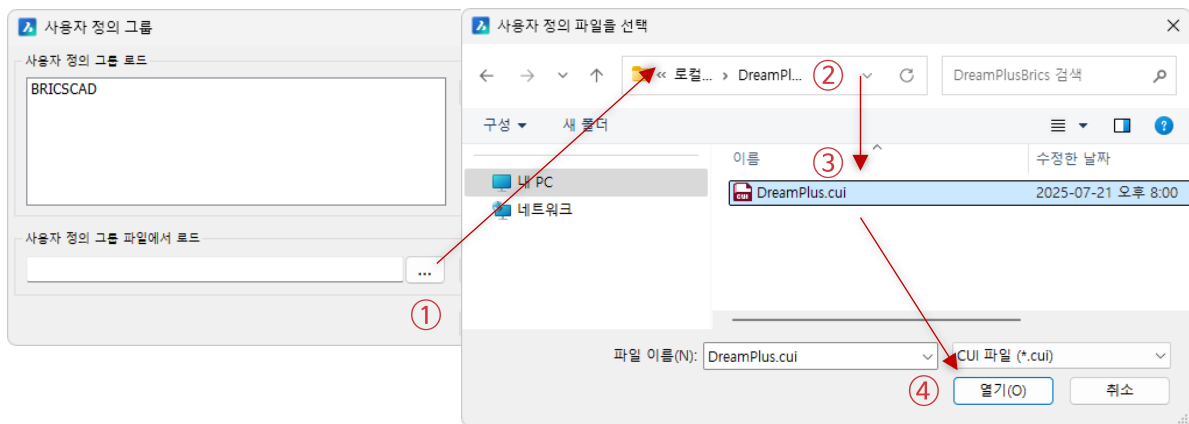 사용자 정의 그룹
사용자 정의 그룹 로드
BRICSCAD
사용자 정의 그룹 파일에서 로드
...
①
사용자 정의 파일을 선택
« 로컬... › DreamPl...
②
DreamPlusBrics 검색
구성
새 폴더
?
내 PC
네트워크
이름
③
수정한 날짜
CUI
DreamPlus.cui
2025-07-21 오후 8:00
파일 이름(N):
DreamPlus.cui
CUI 파일 (*.cui)
④
열기(O)
취소